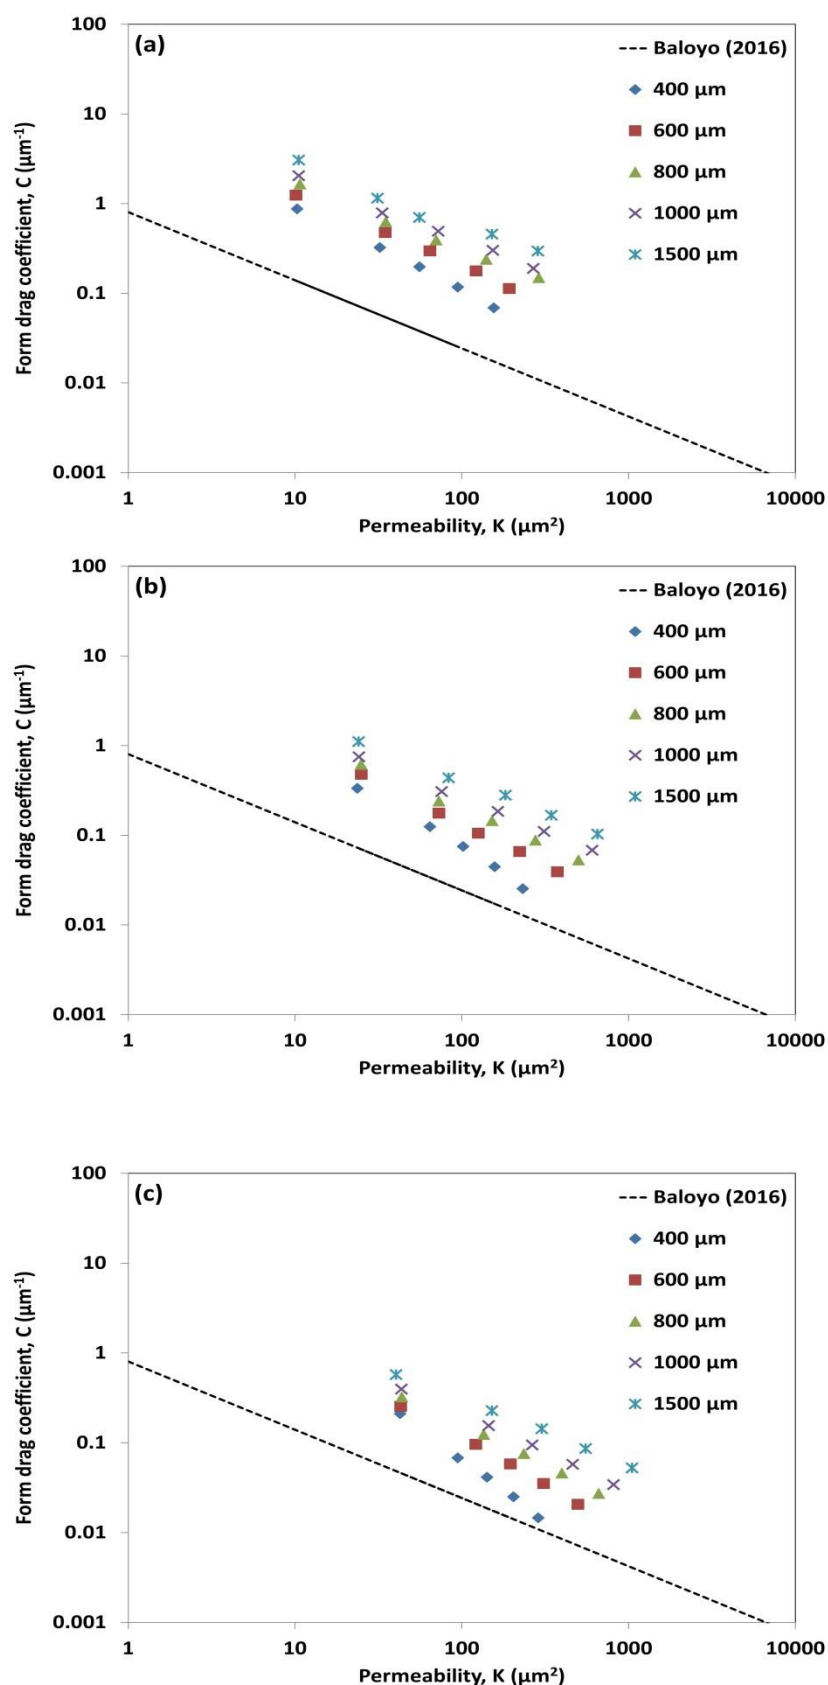 (a)
Baloyo (2016)
400 µm
600 µm
800 µm
1000 µm
1500 µm
100
10
1
0.1
0.01
0.001
Form drag coefficient, C (µm⁻¹)
1
10
100
1000
10000
Permeability, K (µm²)
(b)
Baloyo (2016)
400 µm
600 µm
800 µm
1000 µm
1500 µm
100
10
1
0.1
0.01
0.001
Form drag coefficient, C (µm⁻¹)
1
10
100
1000
10000
Permeability, K (µm²)
(c)
Baloyo (2016)
400 µm
600 µm
800 µm
1000 µm
1500 µm
100
10
1
0.1
0.01
0.001
Form drag coefficient, C (µm⁻¹)
1
10
100
1000
10000
Permeability, K (µm²)